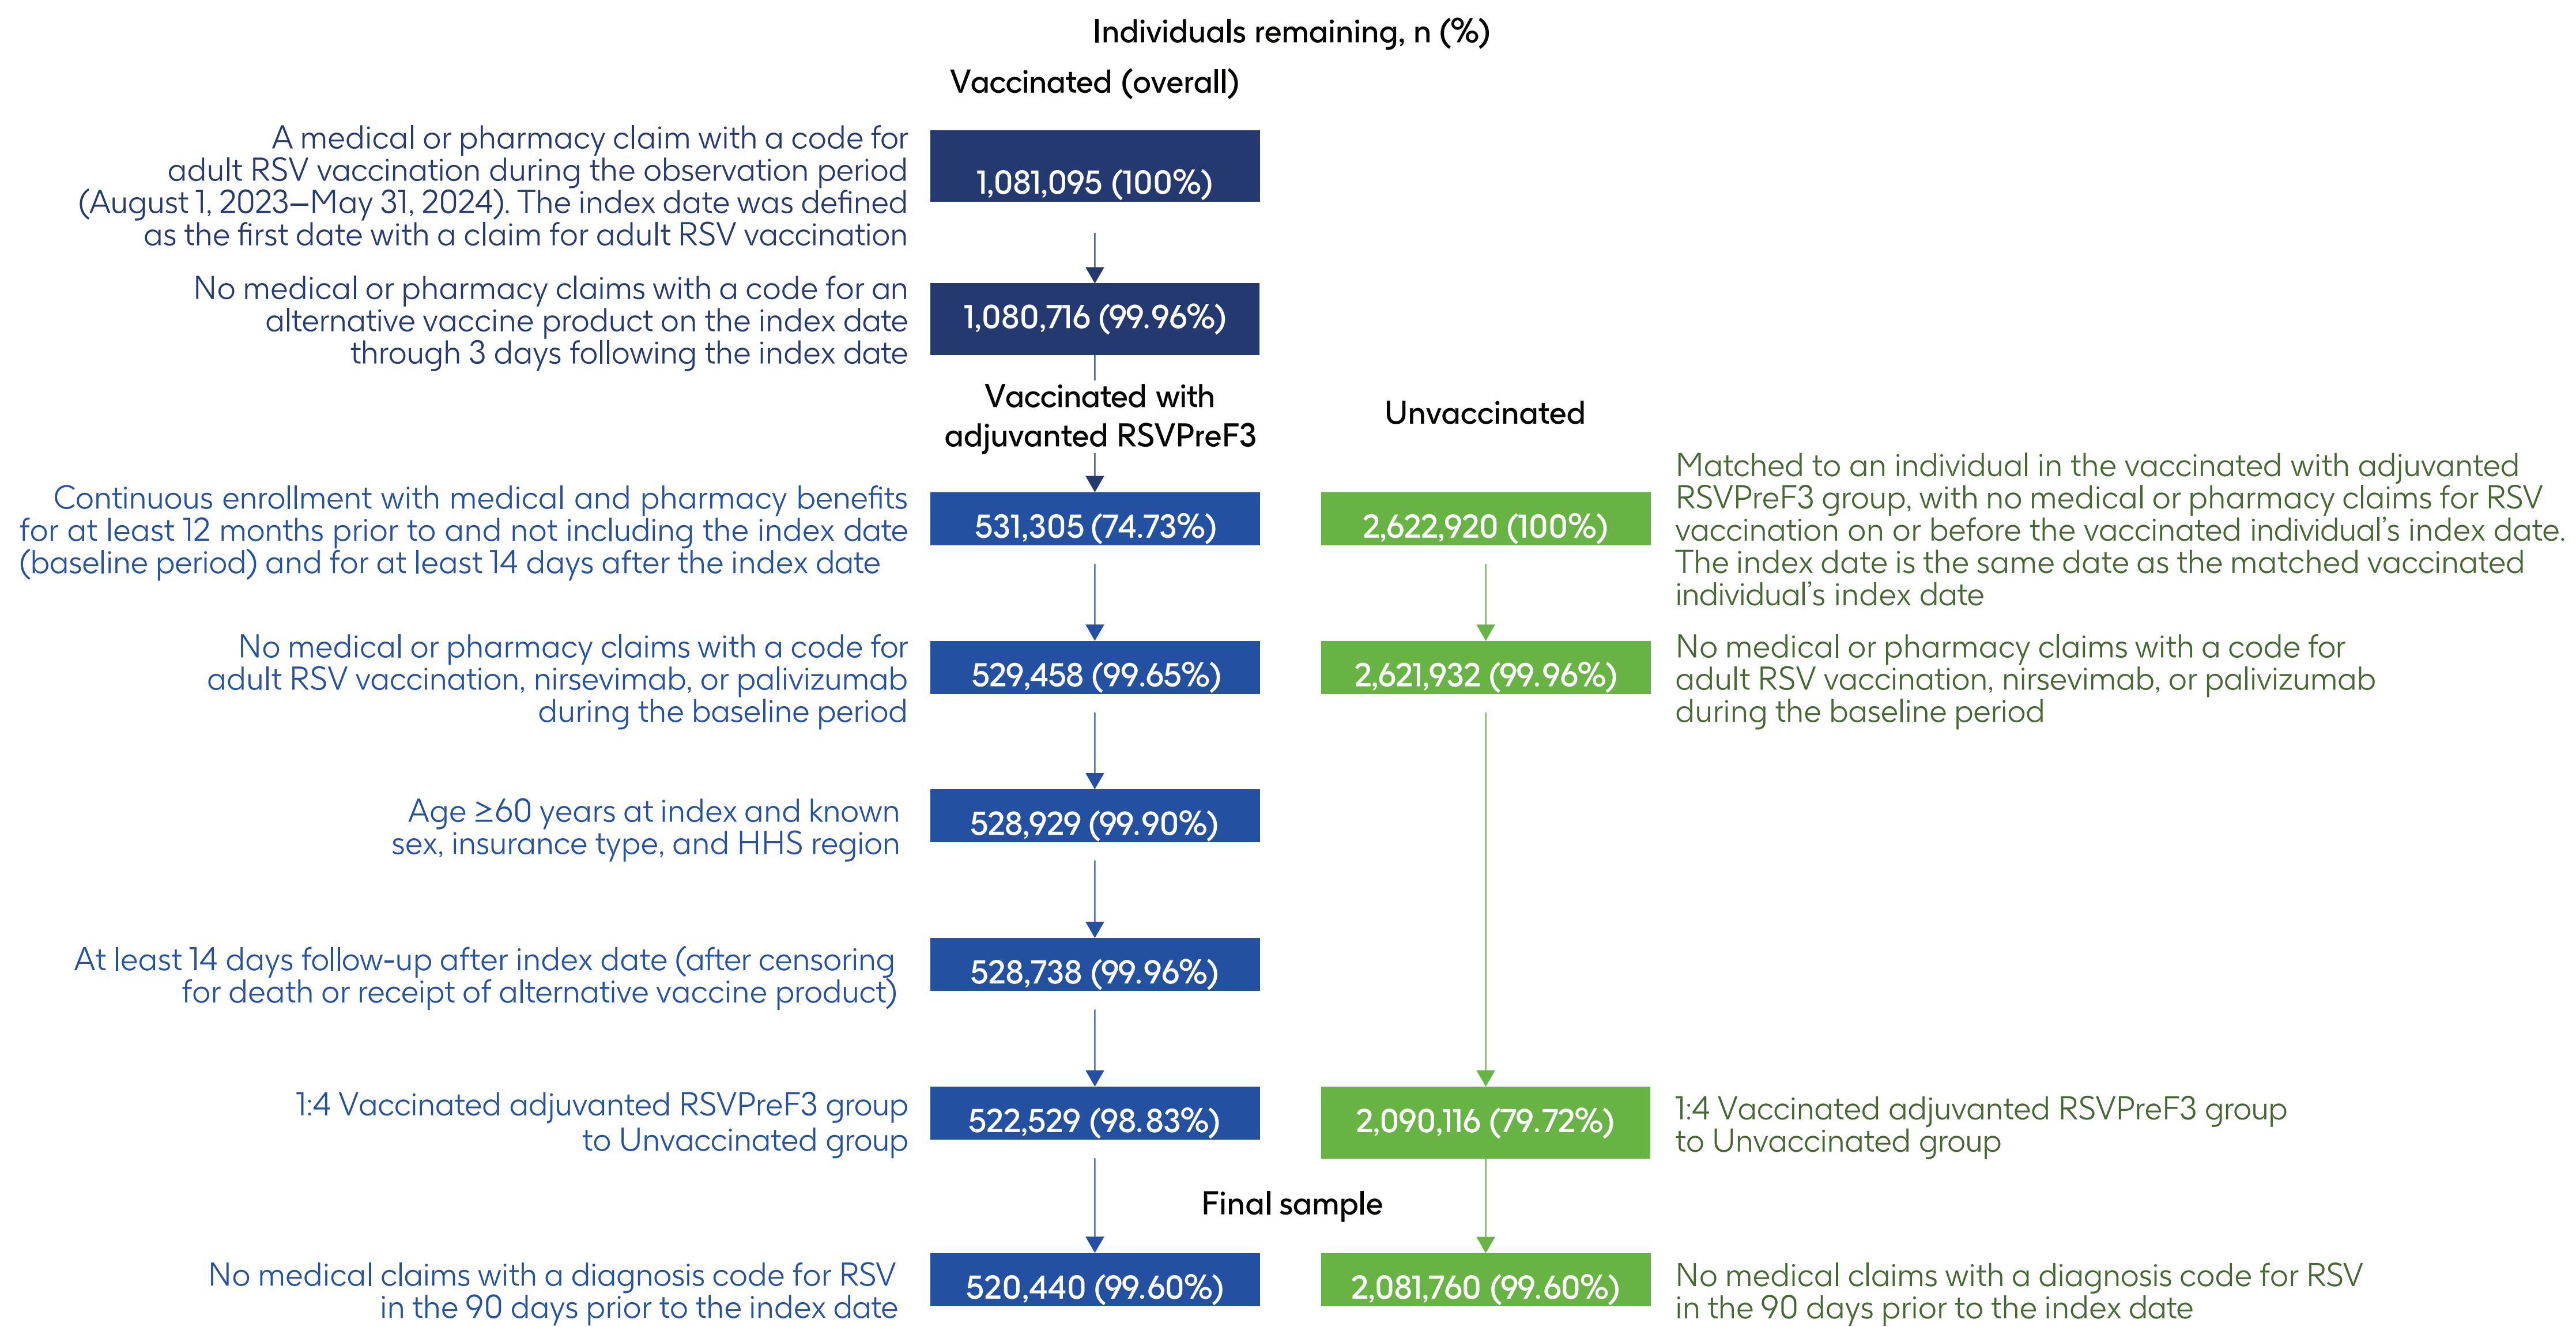 Individuals remaining, n (%)
Vaccinated (overall)
A medical or pharmacy claim with a code for
adult RSV vaccination during the observation period
(August 1, 2023–May 31, 2024). The index date was defined
as the first date with a claim for adult RSV vaccination
1,081,095 (100%)
No medical or pharmacy claims with a code for an
alternative vaccine product on the index date
through 3 days following the index date
1,080,716 (99.96%)
Vaccinated with
adjuvanted RSVPreF3
Unvaccinated
Continuous enrollment with medical and pharmacy benefits
for at least 12 months prior to and not including the index date
(baseline period) and for at least 14 days after the index date
531,305 (74.73%)
2,622,920 (100%)
Matched to an individual in the vaccinated with adjuvanted
RSVPreF3 group, with no medical or pharmacy claims for RSV
vaccination on or before the vaccinated individual’s index date.
The index date is the same date as the matched vaccinated
individual’s index date
No medical or pharmacy claims with a code for
adult RSV vaccination, nirsevimab, or palivizumab
during the baseline period
529,458 (99.65%)
2,621,932 (99.96%)
No medical or pharmacy claims with a code for
adult RSV vaccination, nirsevimab, or palivizumab
during the baseline period
Age ≥60 years at index and known
sex, insurance type, and HHS region
528,929 (99.90%)
At least 14 days follow-up after index date (after censoring
for death or receipt of alternative vaccine product)
528,738 (99.96%)
1:4 Vaccinated adjuvanted RSVPreF3 group
to Unvaccinated group
522,529 (98.83%)
2,090,116 (79.72%)
1:4 Vaccinated adjuvanted RSVPreF3 group
to Unvaccinated group
Final sample
No medical claims with a diagnosis code for RSV
in the 90 days prior to the index date
520,440 (99.60%)
2,081,760 (99.60%)
No medical claims with a diagnosis code for RSV
in the 90 days prior to the index date